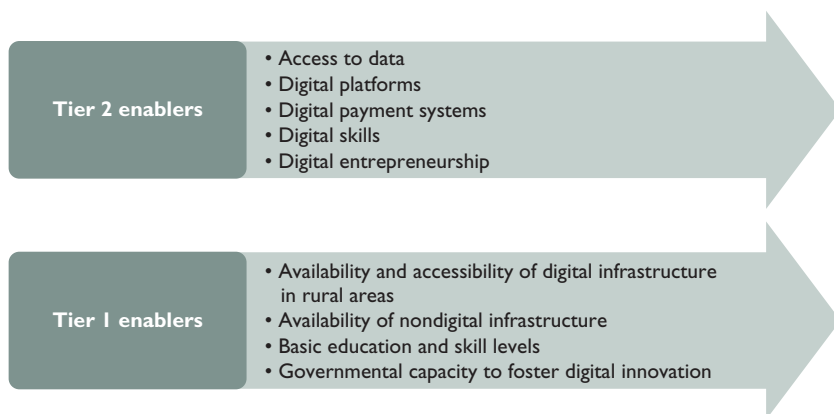 Tier 2 enablers
• Access to data
• Digital platforms
• Digital payment systems
• Digital skills
• Digital entrepreneurship
Tier 1 enablers
• Availability and accessibility of digital infrastructure
in rural areas
• Availability of nondigital infrastructure
• Basic education and skill levels
• Governmental capacity to foster digital innovation